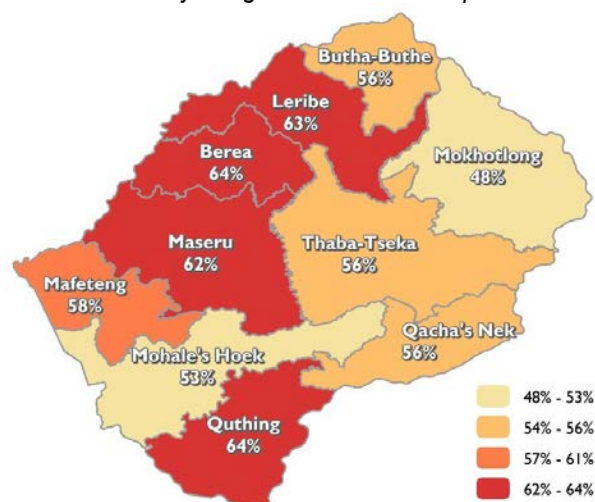 Butha-Buthe
56%
Leribe
63%
Berea
64%
Mokhotlong
48%
Maseru
62%
Thaba-Tseka
56%
Mafeteng
58%
Qacha's Nek
56%
Mohale's Hoek
53%
Quthing
64%
48% - 53%
54% - 56%
57% - 61%
62% - 64%